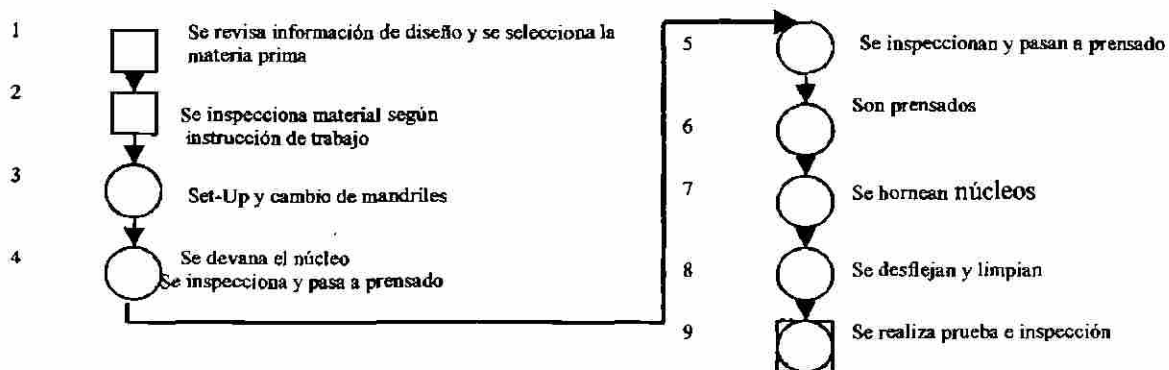 1
Se revisa información de diseño y se selecciona la
materia prima
2
Se inspecciona material según
instrucción de trabajo
3
Set-Up y cambio de mandriles
4
Se devana el núcleo
Se inspecciona y pasa a prensado
5
Se inspeccionan y pasan a prensado
6
Son prensados
7
Se hornean núcleos
8
Se desflejan y limpian
9
Se realiza prueba e inspección